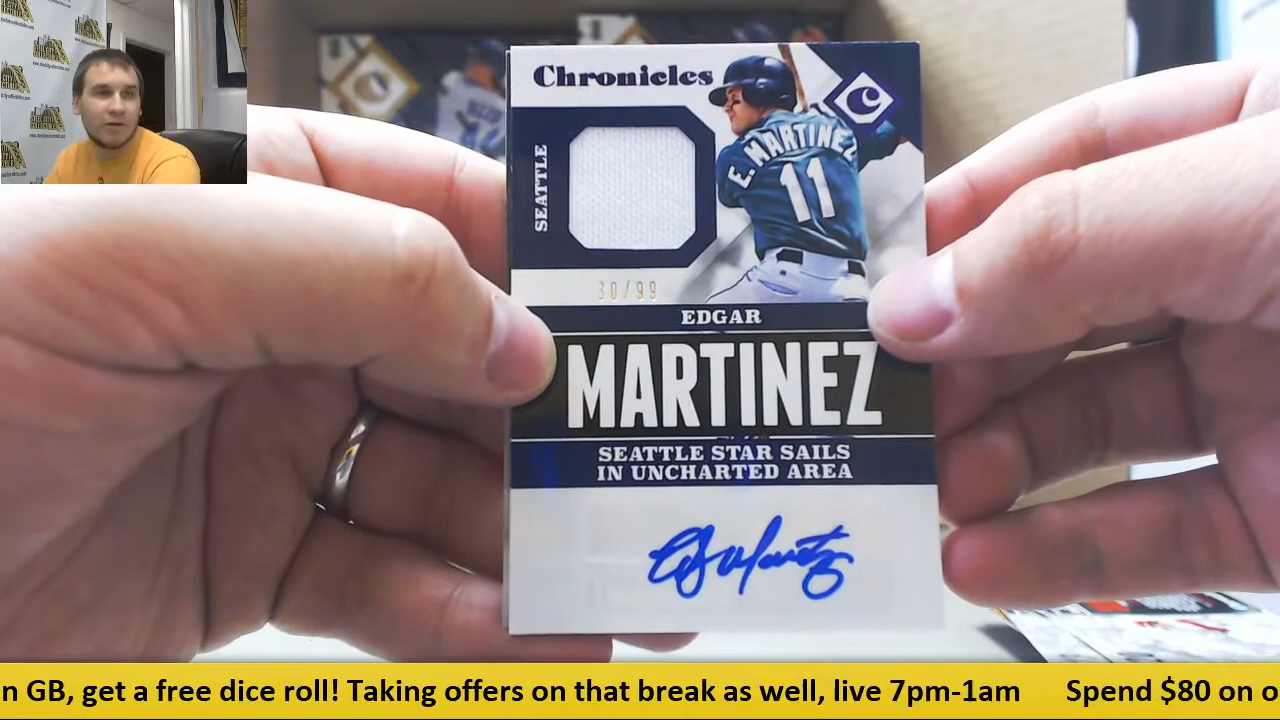 Chronicles
C
SEATTLE
E. MARTINEZ
11
30/99
EDGAR
MARTINEZ
SEATTLE STAR SAILS
IN UNCHARTED AREA
n GB, get a free dice roll! Taking offers on that break as well, live 7pm-1am Spend $80 on o